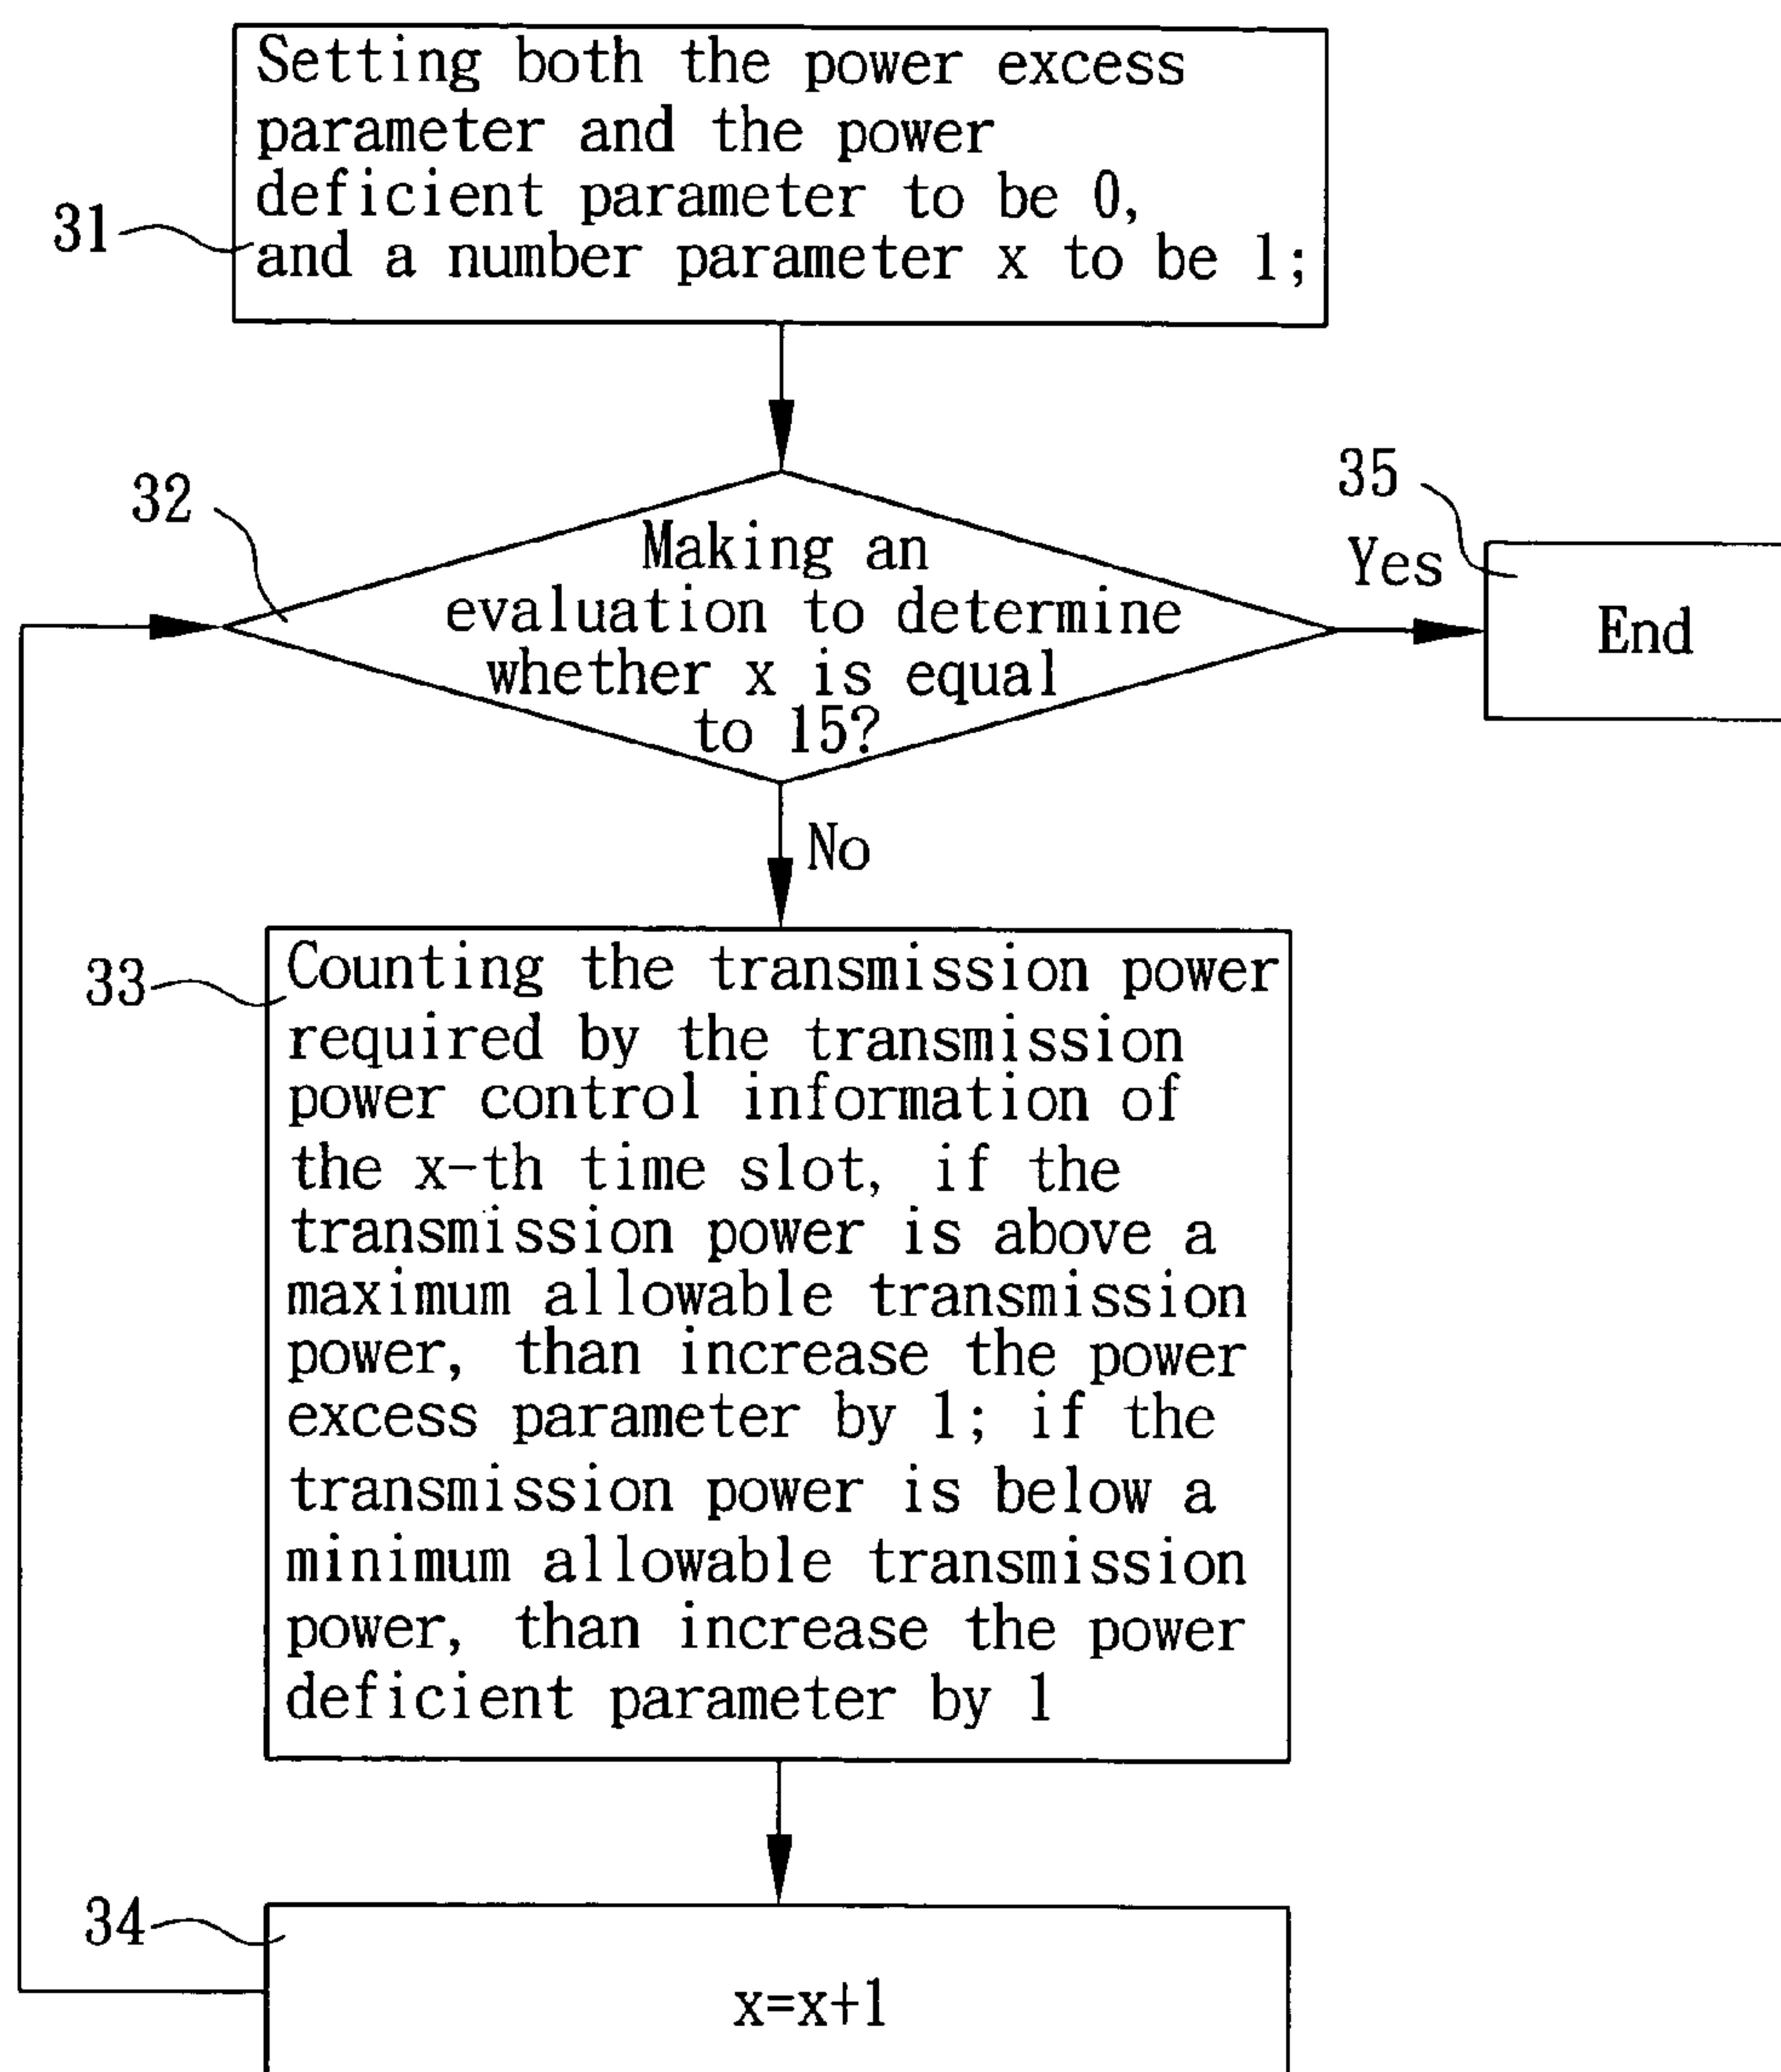 Setting both the power excess
parameter and the power
deficient parameter to be 0,
31
and a number parameter x to be 1;
32
35
Making an
evaluation to determine
whether x is equal
to 15?
Yes
End
No
33
Counting the transmission power
required by the transmission
power control information of
the x-th time slot, if the
transmission power is above a
maximum allowable transmission
power, than increase the power
excess parameter by 1; if the
transmission power is below a
minimum allowable transmission
power, than increase the power
deficient parameter by 1
34
x=x+1